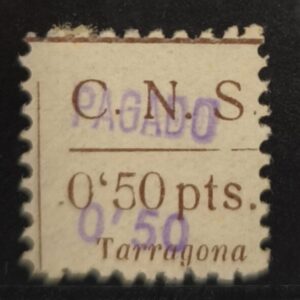 C. N. S.
PAGADO
0'50 pts.
0'50
Tarragona